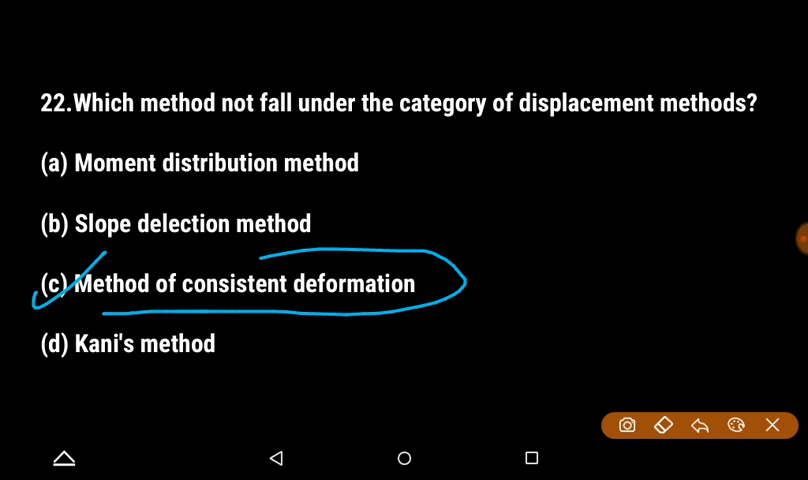 22.Which method not fall under the category of displacement methods?
(a) Moment distribution method
(b) Slope delection method
(c) Method of consistent deformation
(d) Kani's method